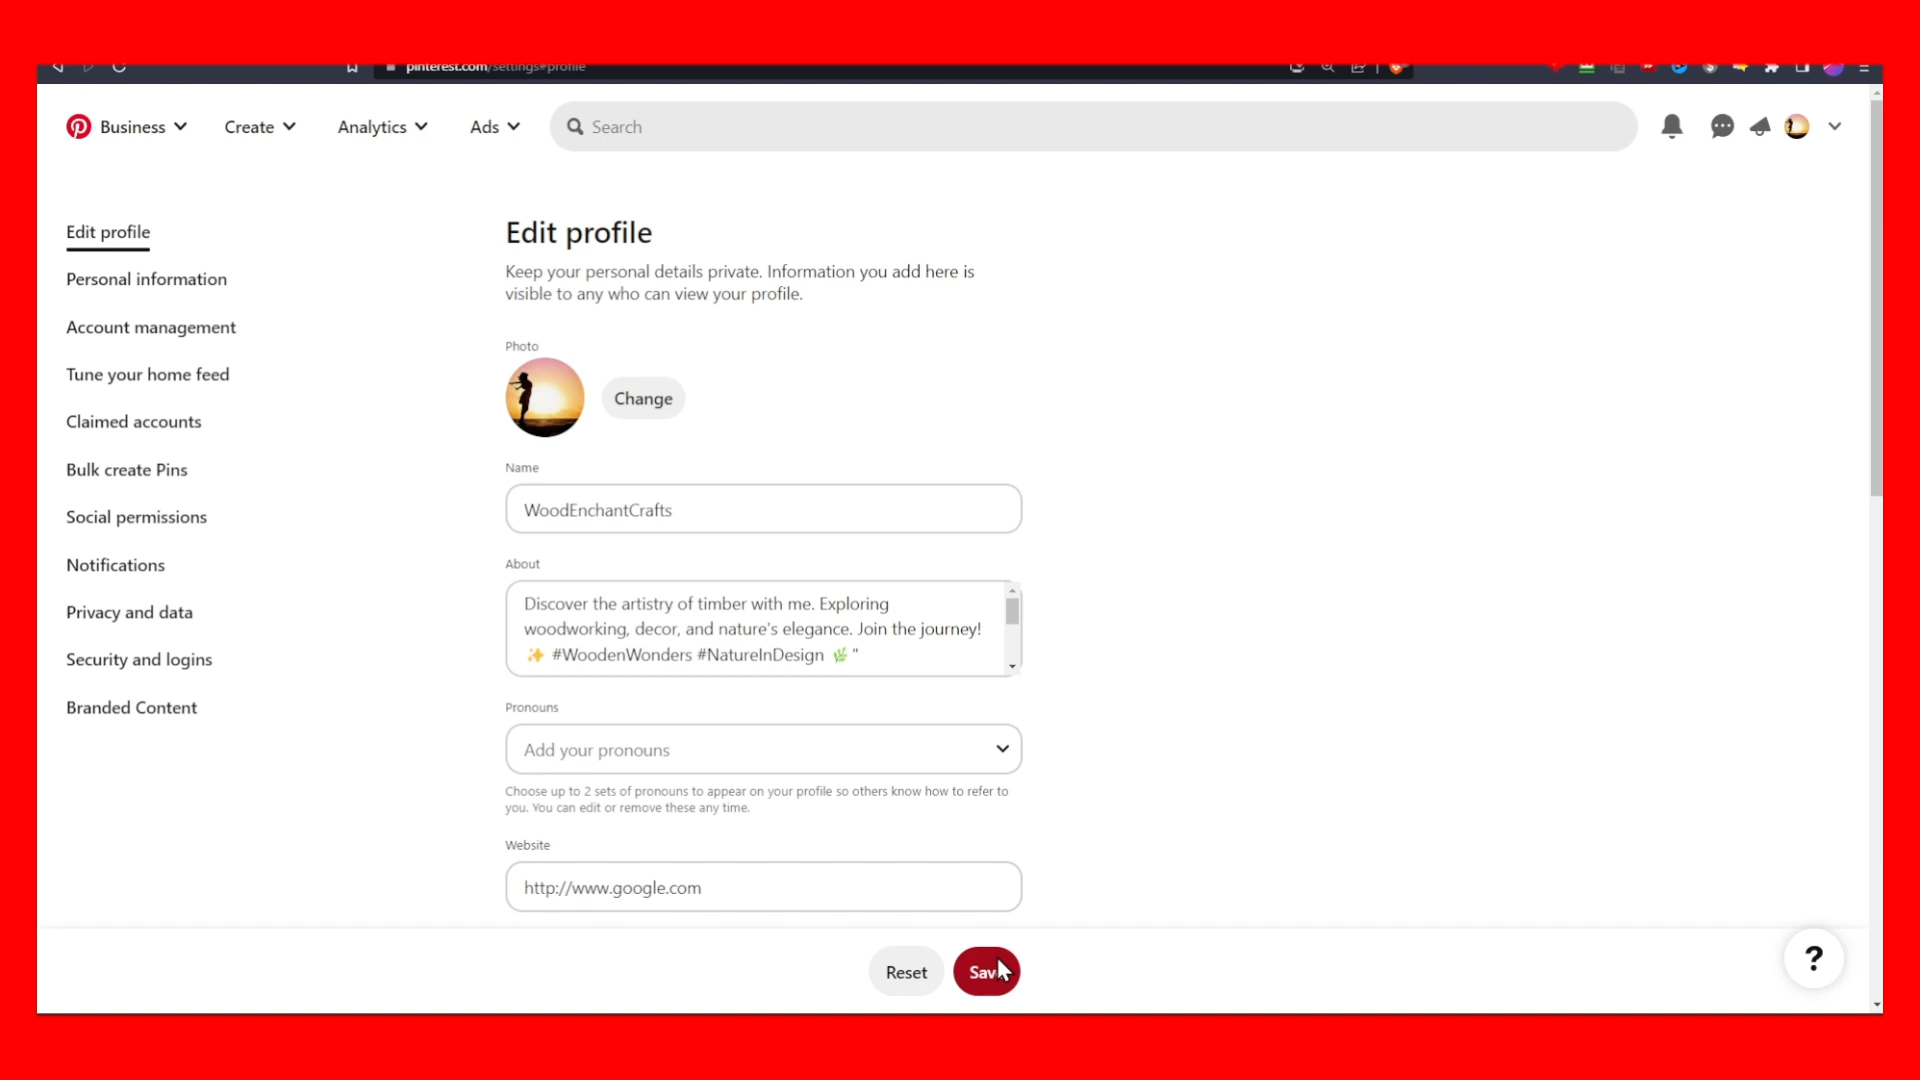 pinterest.com/settings#profile
Business Create Analytics Ads Search
Edit profile
Personal information
Account management
Tune your home feed
Claimed accounts
Bulk create Pins
Social permissions
Notifications
Privacy and data
Security and logins
Branded Content
Edit profile
Keep your personal details private. Information you add here is
visible to any who can view your profile.
Photo
Change
Name
WoodEnchantCrafts
About
Discover the artistry of timber with me. Exploring
woodworking, decor, and nature's elegance. Join the journey!
✨ #WoodenWonders #NatureInDesign 🌿 "
Pronouns
Add your pronouns
Choose up to 2 sets of pronouns to appear on your profile so others know how to refer to
you. You can edit or remove these any time.
Website
http://www.google.com
Reset Sav
?